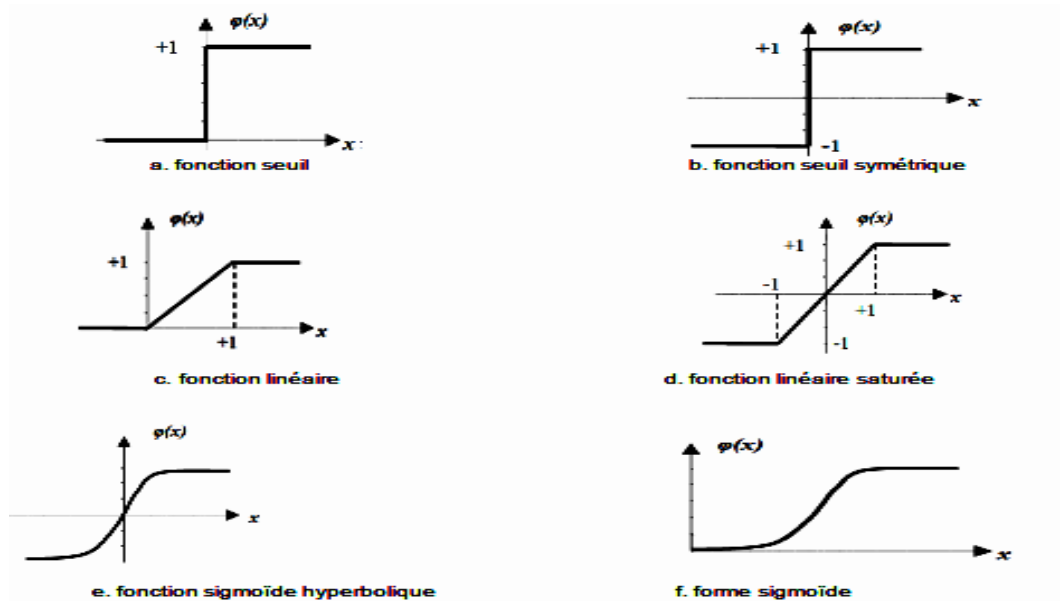 φ(x)
+1
x
a. fonction seuil
φ(x)
+1
x
-1
b. fonction seuil symétrique
φ(x)
+1
+1
x
c. fonction linéaire
φ(x)
+1
-1
x
+1
-1
d. fonction linéaire saturée
φ(x)
x
e. fonction sigmoïde hyperbolique
φ(x)
x
f. forme sigmoïde